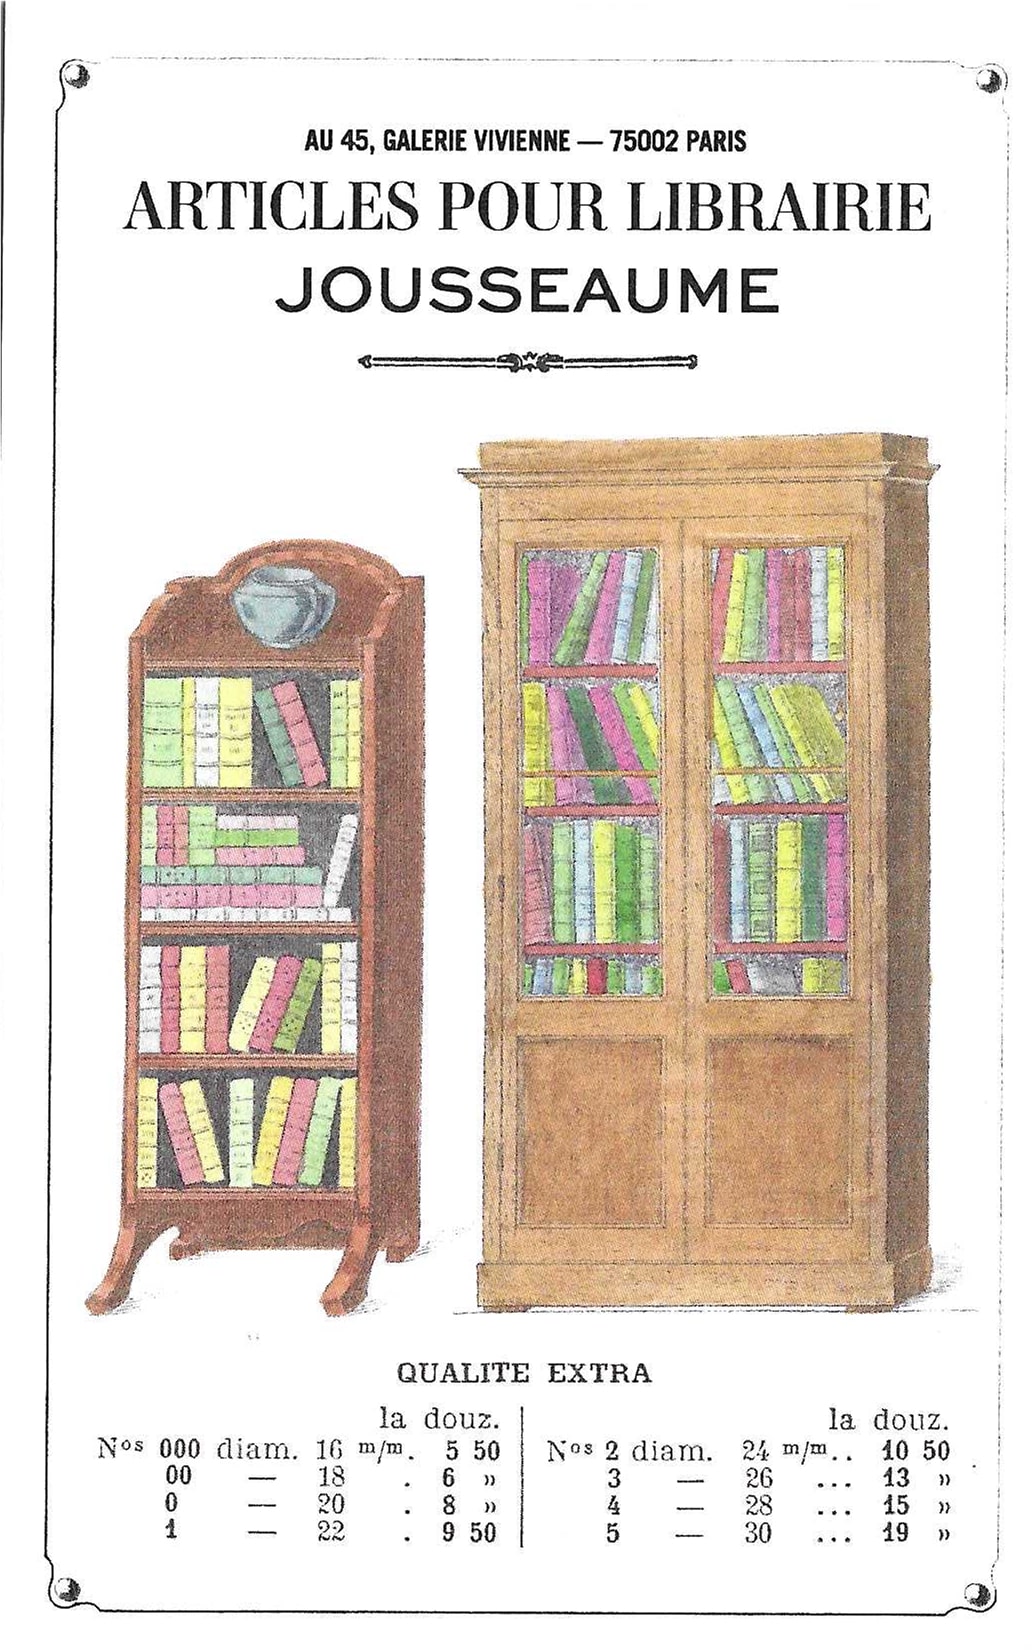 AU 45, GALERIE VIVIENNE — 75002 PARIS
ARTICLES POUR LIBRAIRIE
JOUSSEAUME
QUALITE EXTRA
la douz.
Nos 000 diam. 16 m/m. 5 50
00 — 18 . 6 »
0 — 20 . 8 »
1 — 22 . 9 50
la douz.
Nos 2 diam. 24 m/m.. 10 50
3 — 26 ... 13 »
4 — 28 ... 15 »
5 — 30 ... 19 »